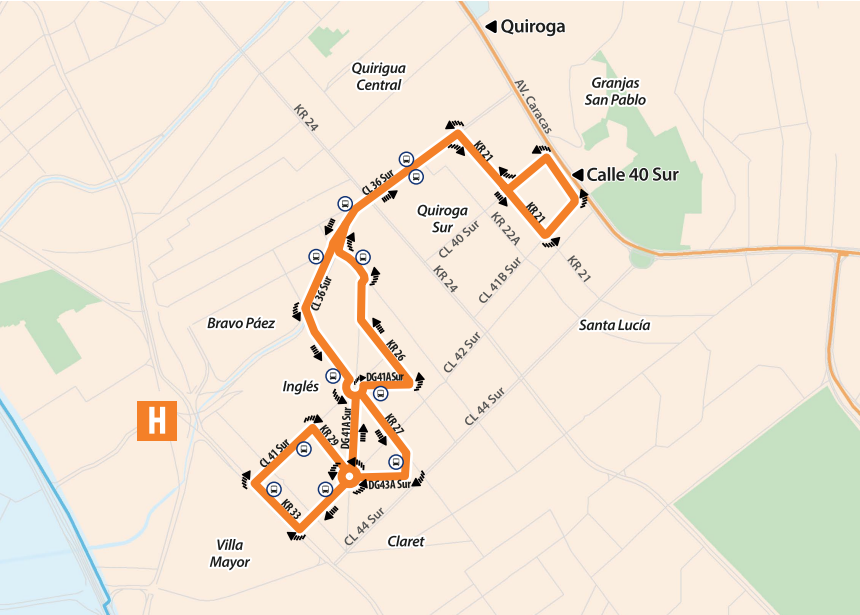 Quiroga
Quirigua
Central
Granjas
San Pablo
AV. Caracas
KR 24
KR 21
CL 36 Sur
Calle 40 Sur
Quiroga
Sur
KR 21
KR 22A
CL 40 Sur
KR 21
KR 24
CL 41B Sur
CL 36 Sur
Bravo Páez
Santa Lucía
KR 26
CL 42 Sur
DG41A Sur
Inglés
CL 44 Sur
H
DG 41A Sur
KR 27
KR 29
CL 41 Sur
DG43A Sur
KR 33
CL 44 Sur
Claret
Villa
Mayor